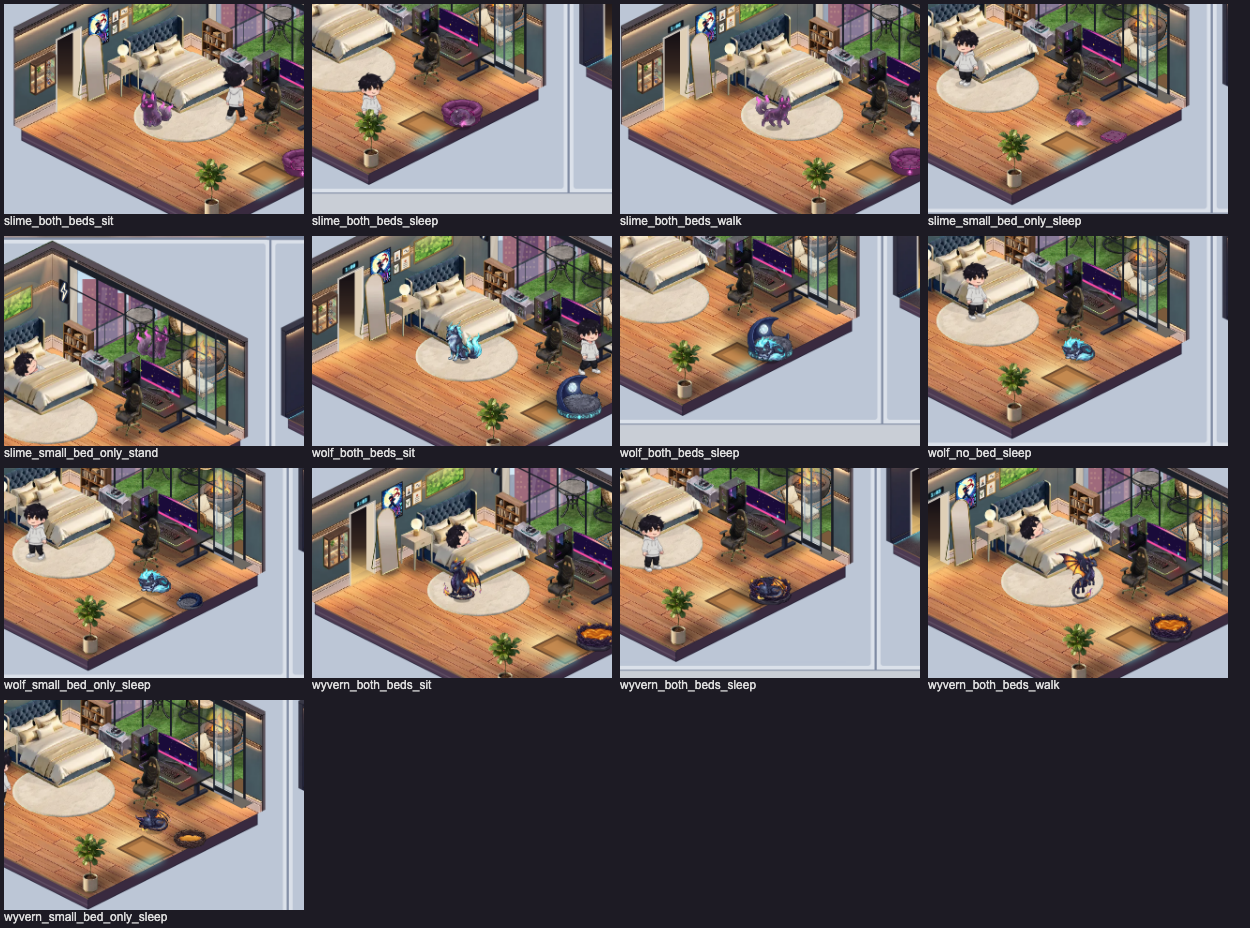 slime_both_beds_sit
slime_both_beds_sleep
slime_both_beds_walk
slime_small_bed_only_sleep
slime_small_bed_only_stand
wolf_both_beds_sit
wolf_both_beds_sleep
wolf_no_bed_sleep
wolf_small_bed_only_sleep
wyvern_both_beds_sit
wyvern_both_beds_sleep
wyvern_both_beds_walk
wyvern_small_bed_only_sleep